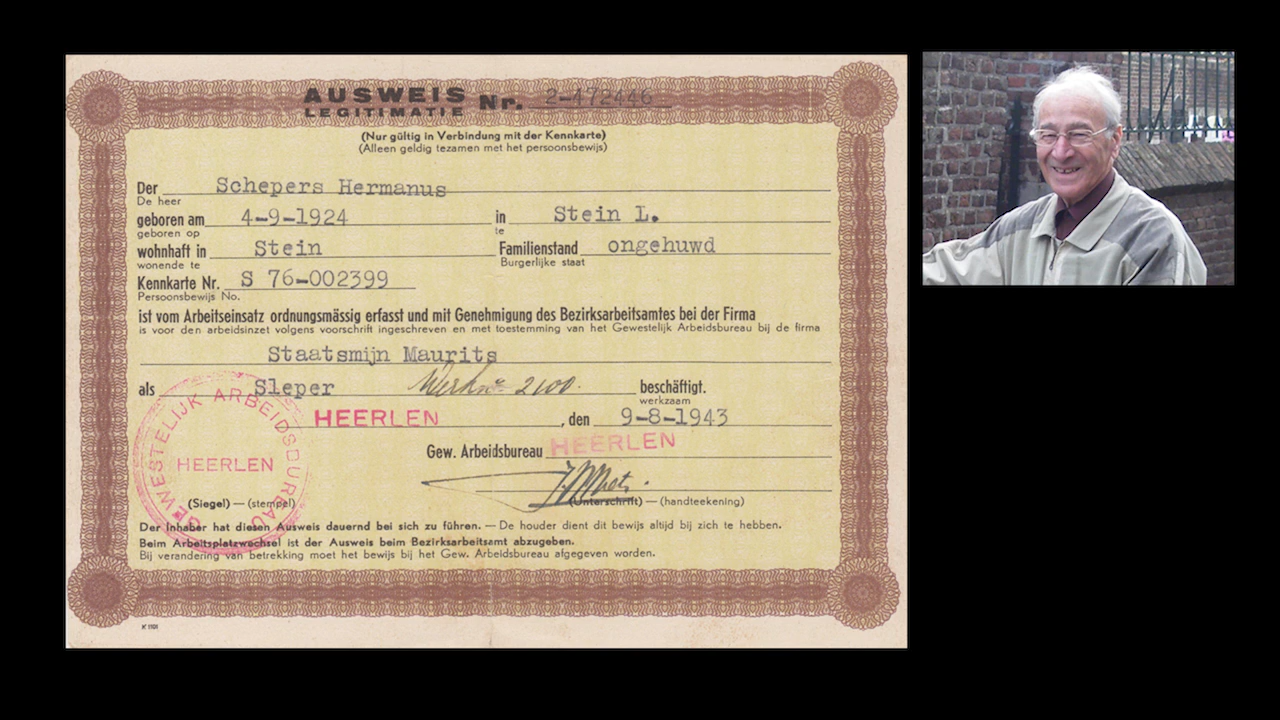 AUSWEIS Nr. 2-472446
LEGITIMATIE
(Nur gültig in Verbindung mit der Kennkarte)
(Alleen geldig tezamen met het persoonsbewijs)
Der Schepers Hermanus
De heer
geboren am 4-9-1924 in Stein L.
geboren op te
wohnhaft in Stein Familienstand ongehuwd
wonende te Burgerlijke staat
Kennkarte Nr. S 76-002399
Persoonsbewijs No.
ist vom Arbeitseinsatz ordnungsmässig erfasst und mit Genehmigung des Bezirksarbeitsamtes bei der Firma
is voor den arbeidsinzet volgens voorschrift ingeschreven en met toestemming van het Gewestelijk Arbeidsbureau bij de firma
Staatsmijn Maurits
als Sleper Werk no. 2100. beschäftigt.
werkzaam
HEERLEN, den 9-8-1943
Gew. Arbeidsbureau HEERLEN
GEWESTELIJK ARBEIDSBUREAU
HEERLEN
(Siegel) — (stempel) (Unterschrift) — (handteekening)
Der Inhaber hat diesen Ausweis dauernd bei sich zu führen. — De houder dient dit bewijs altijd bij zich te hebben.
Beim Arbeitsplatzwechsel ist der Ausweis beim Bezirksarbeitsamt abzugeben.
Bij verandering van betrekking moet het bewijs bij het Gew. Arbeidsbureau afgegeven worden.